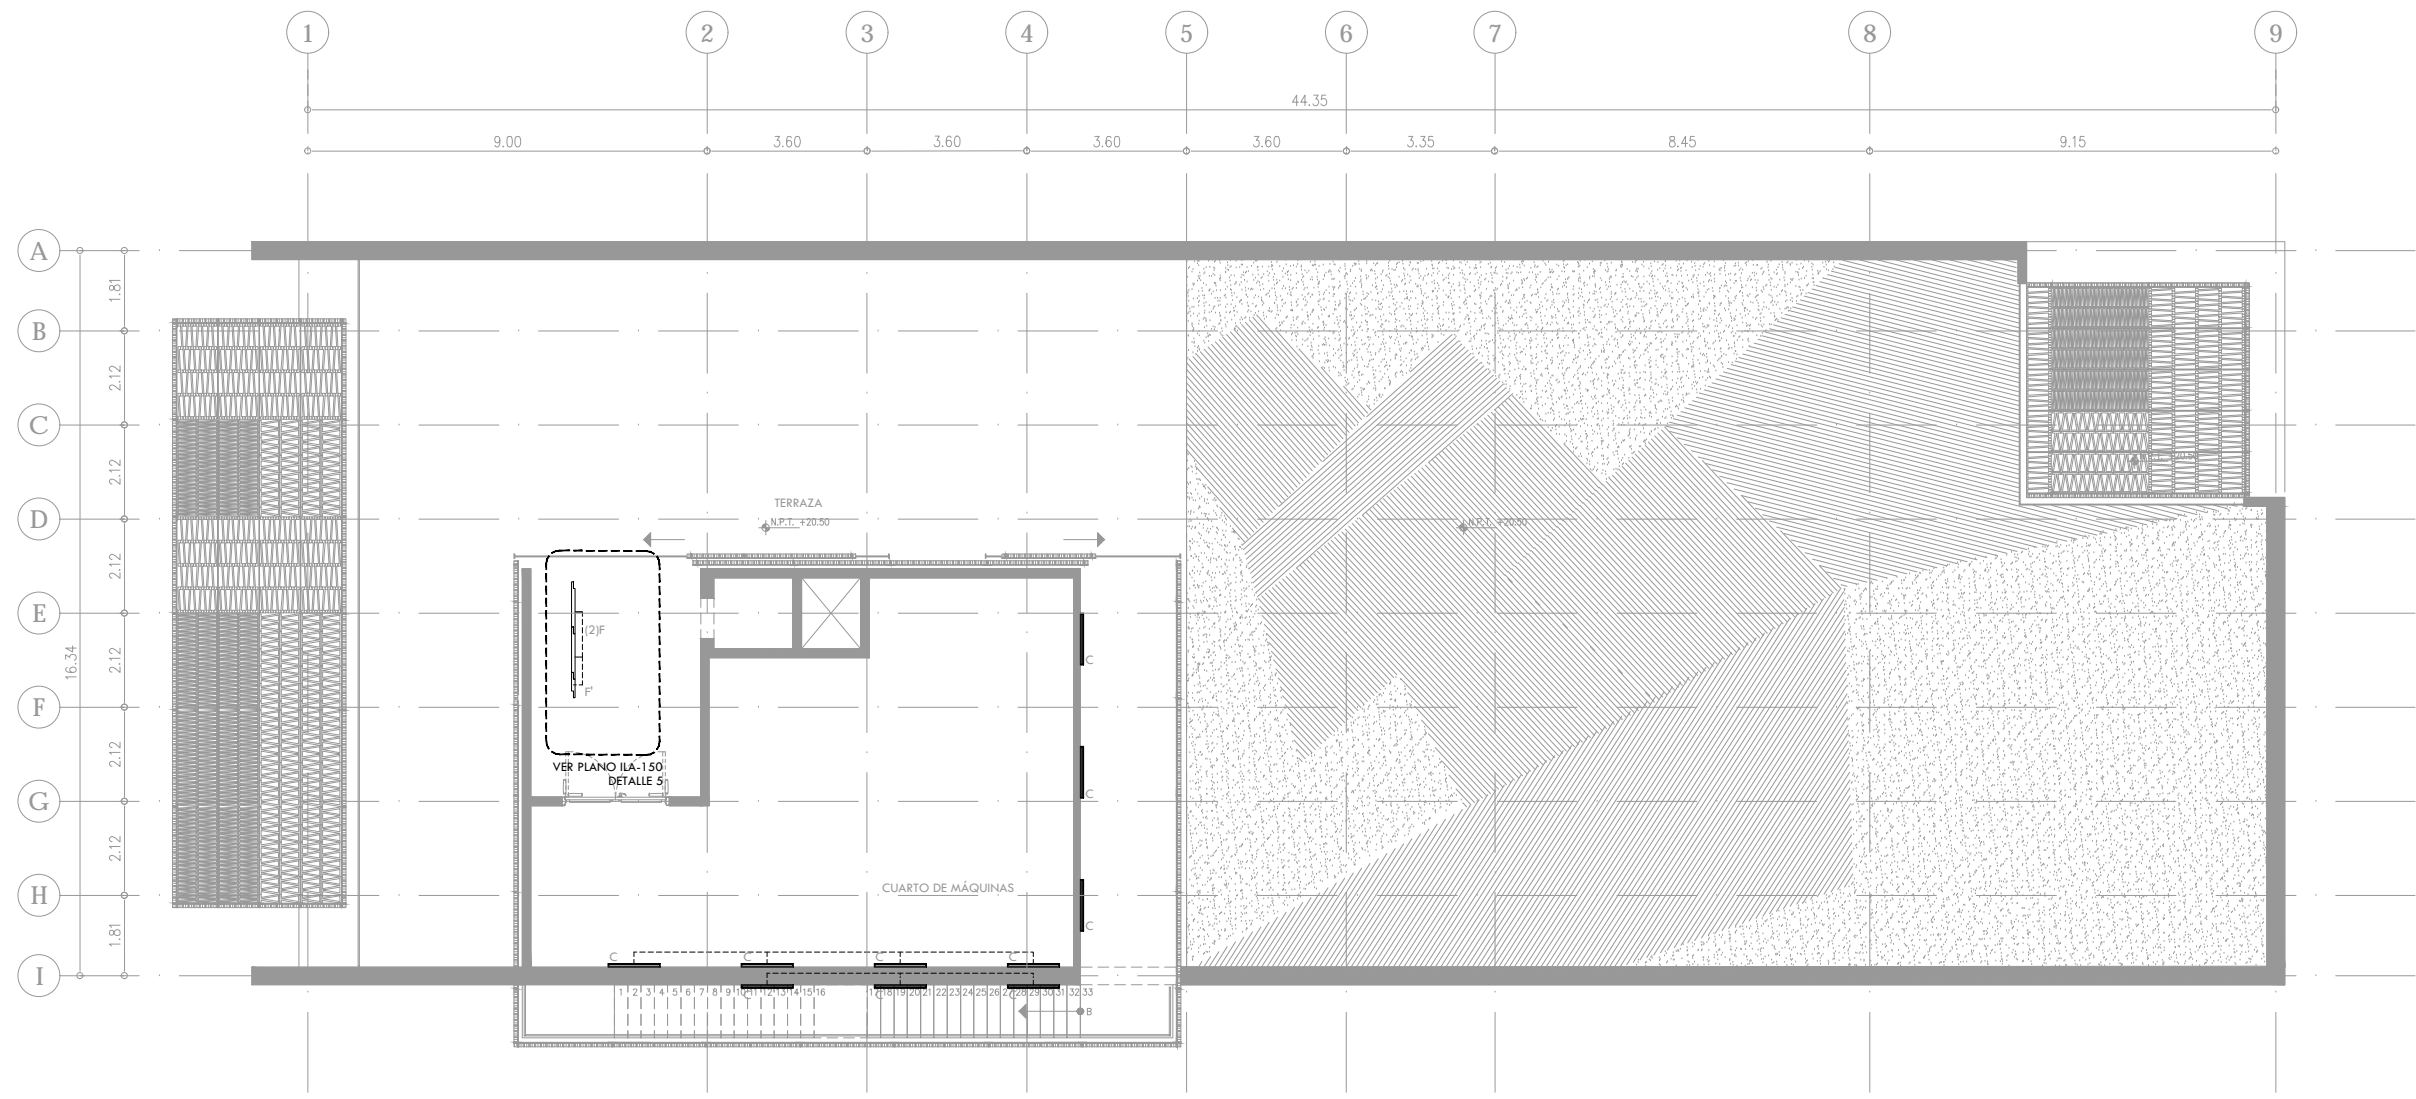 1 2 3 4 5 6 7 8 9
44.35
9.00 3.60 3.60 3.60 3.60 3.35 8.45 9.15
A
1.81
B
2.12
C
2.12
TERRAZA
N.P.T. +20.50
N.P.T. +20.50
D
2.12
E
(2)F
16.34
2.12
C
F'
F
2.12
VER PLANO ILA-150
DETALLE 5
C
G
2.12
CUARTO DE MÁQUINAS
H
1.81
C
C C C C
I
1 2 3 4 5 6 7 8 9 10 11 12 13 14 15 16 17 18 19 20 21 22 23 24 25 26 27 28 29 30 31 32 33
C C C
B